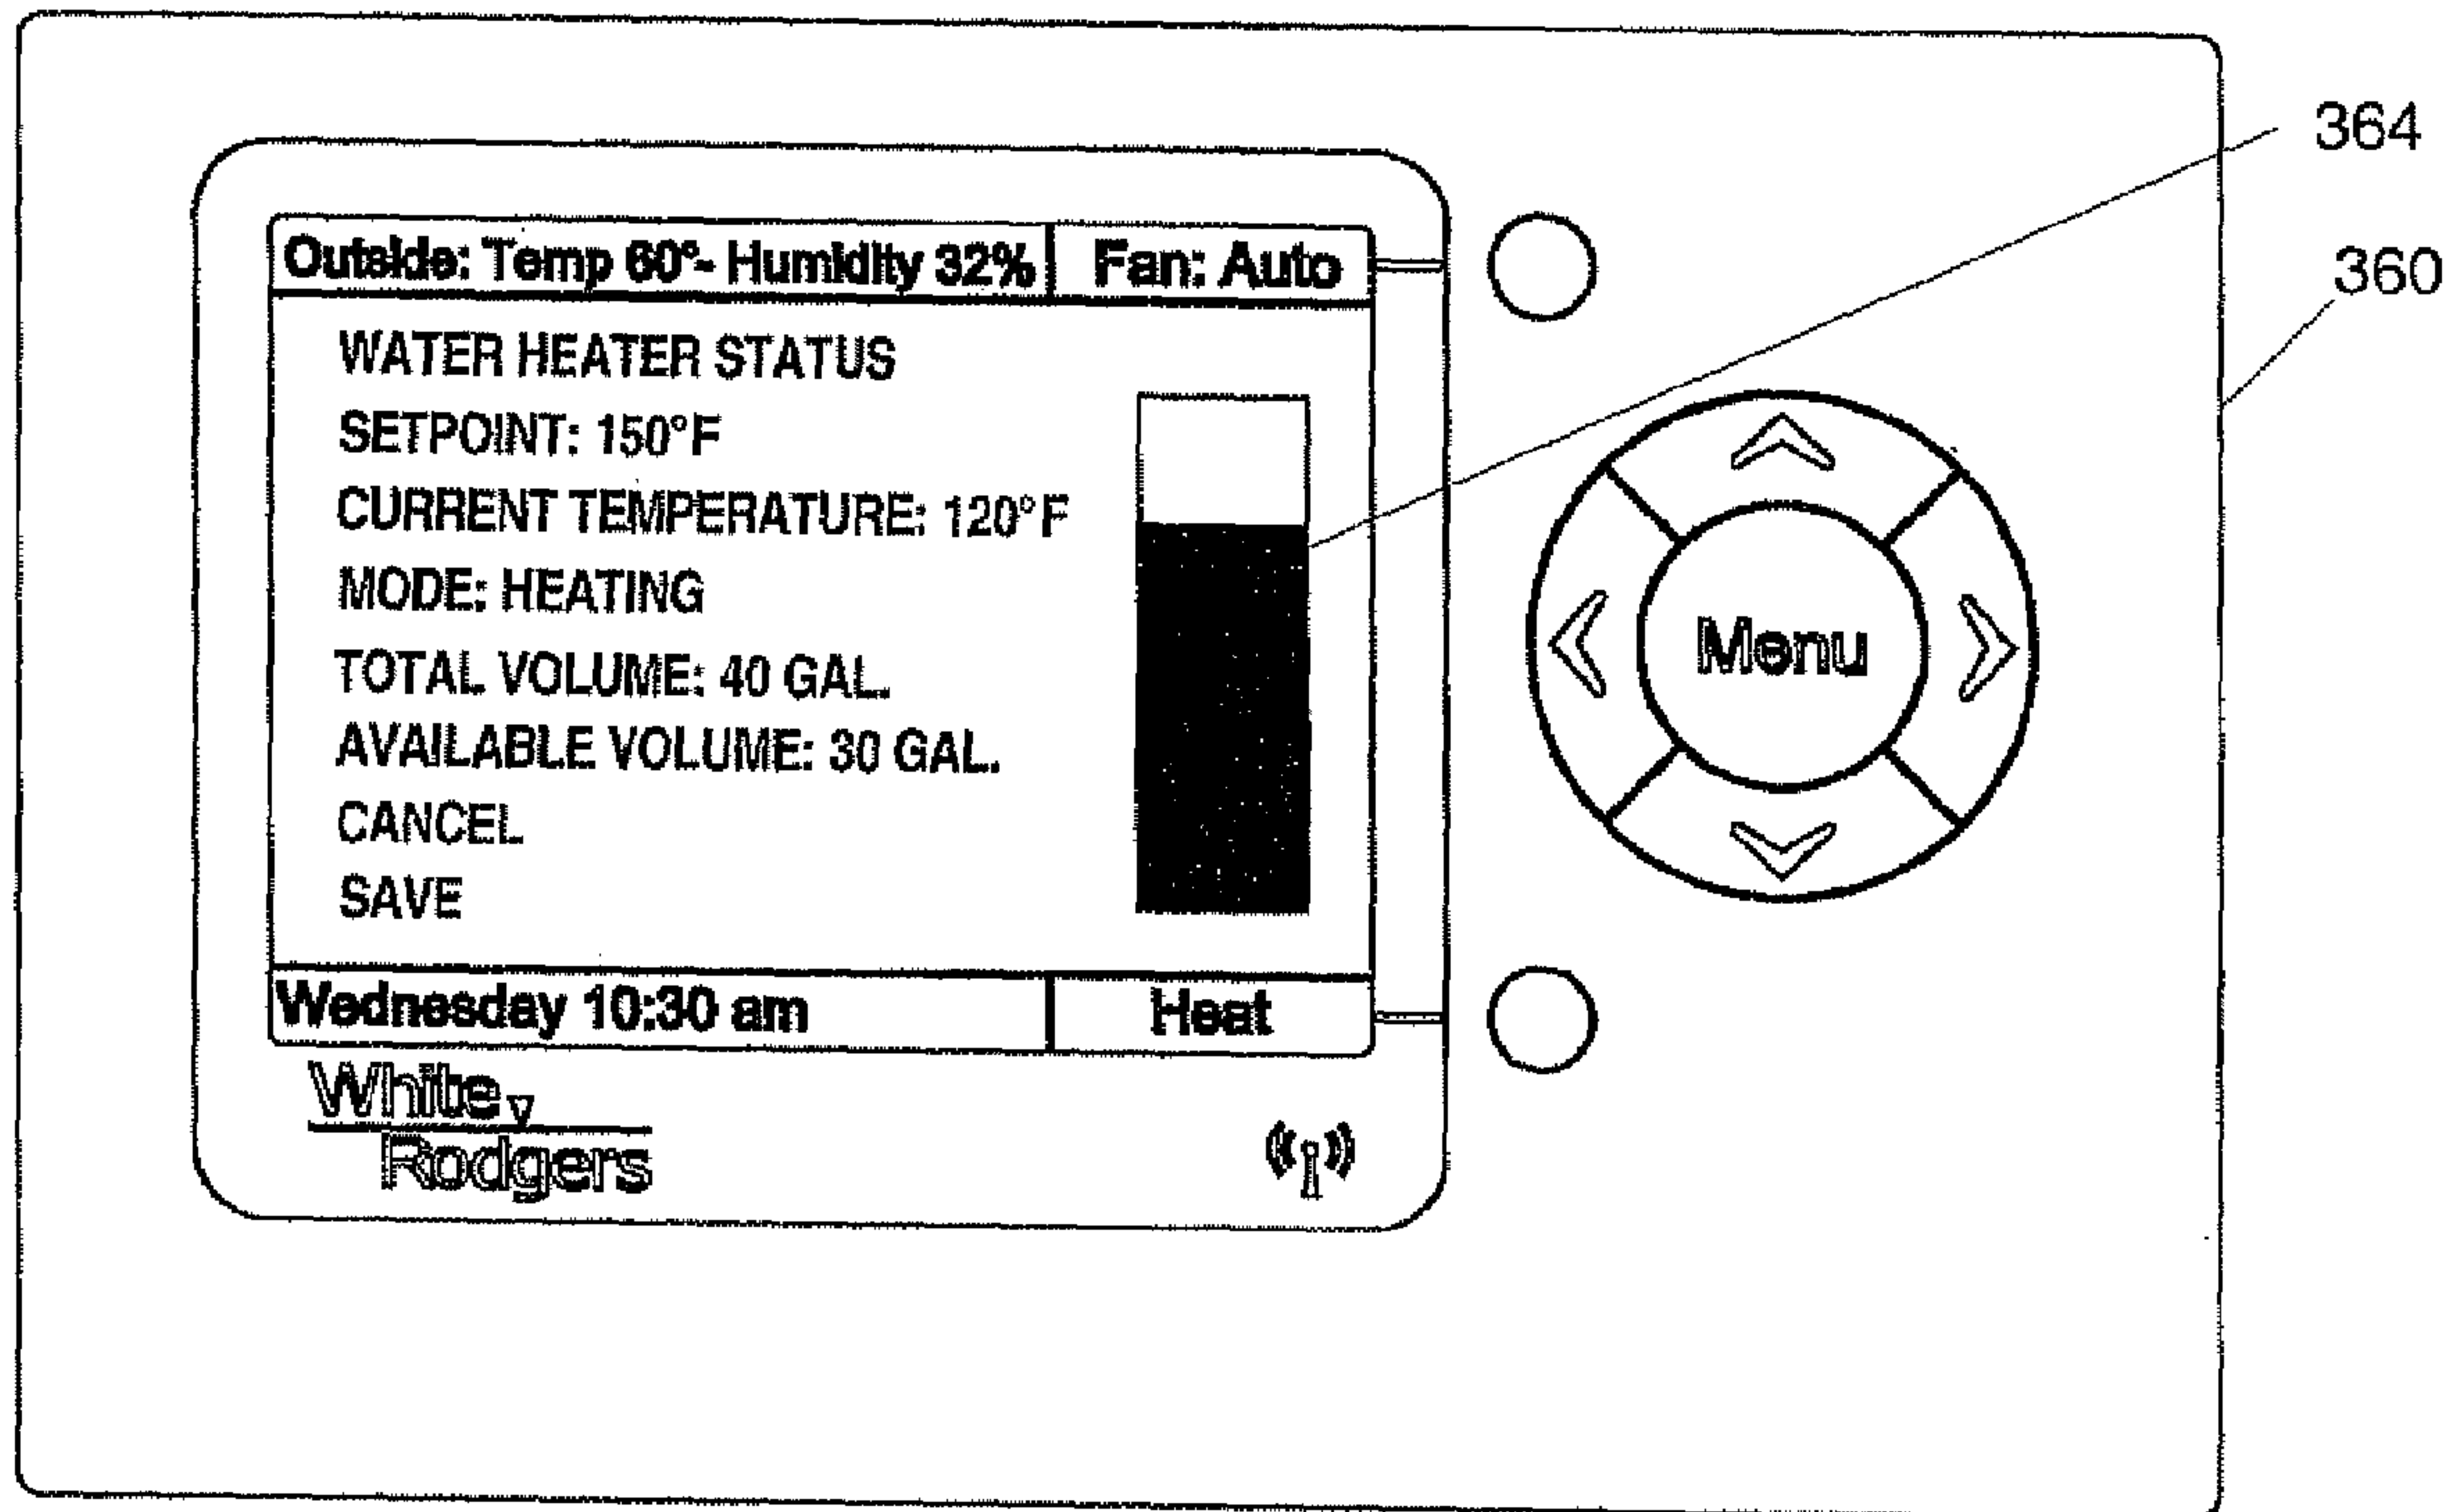 364
360
Outside: Temp 60°- Humidity 32%
Fan: Auto
WATER HEATER STATUS
SETPOINT: 150°F
CURRENT TEMPERATURE: 120°F
MODE: HEATING
TOTAL VOLUME: 40 GAL.
AVAILABLE VOLUME: 30 GAL.
CANCEL
SAVE
Menu
Wednesday 10:30 am
Heat
White
Rodgers